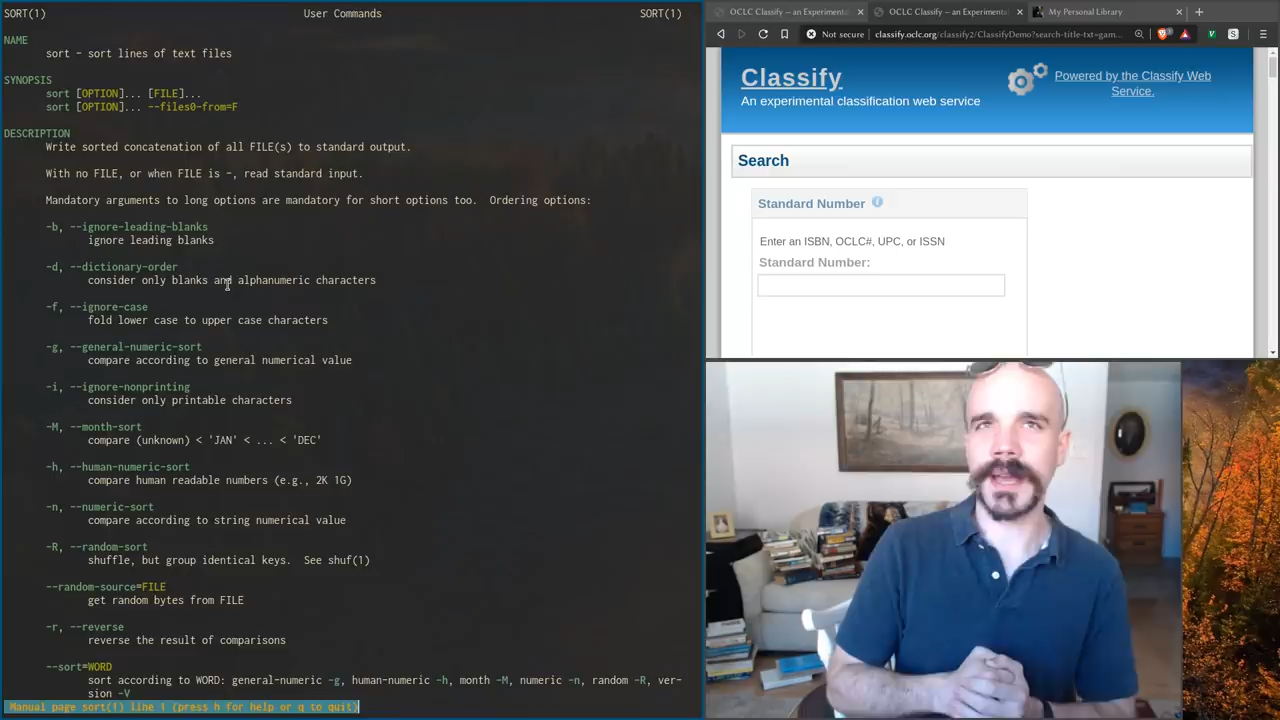 SORT(1) User Commands SORT(1)
NAME
sort - sort lines of text files
SYNOPSIS
sort [OPTION]... [FILE]...
sort [OPTION]... --files0-from=F
DESCRIPTION
Write sorted concatenation of all FILE(s) to standard output.
With no FILE, or when FILE is -, read standard input.
Mandatory arguments to long options are mandatory for short options too.  Ordering options:
-b, --ignore-leading-blanks
ignore leading blanks
-d, --dictionary-order
consider only blanks and alphanumeric characters
-f, --ignore-case
fold lower case to upper case characters
-g, --general-numeric-sort
compare according to general numerical value
-i, --ignore-nonprinting
consider only printable characters
-M, --month-sort
compare (unknown) < 'JAN' < ... < 'DEC'
-h, --human-numeric-sort
compare human readable numbers (e.g., 2K 1G)
-n, --numeric-sort
compare according to string numerical value
-R, --random-sort
shuffle, but group identical keys.  See shuf(1)
--random-source=FILE
get random bytes from FILE
-r, --reverse
reverse the result of comparisons
--sort=WORD
sort according to WORD: general-numeric -g, human-numeric -h, month -M, numeric -n, random -R, ver-
sion -V
Manual page sort(1) line 1 (press h for help or q to quit)
OCLC Classify -- an Experimental
OCLC Classify -- an Experimental
My Personal Library
Not secure classify.oclc.org/classify2/ClassifyDemo?search-title-txt=gam...
Classify
An experimental classification web service
Powered by the Classify Web
Service.
Search
Standard Number
Enter an ISBN, OCLC#, UPC, or ISSN
Standard Number: